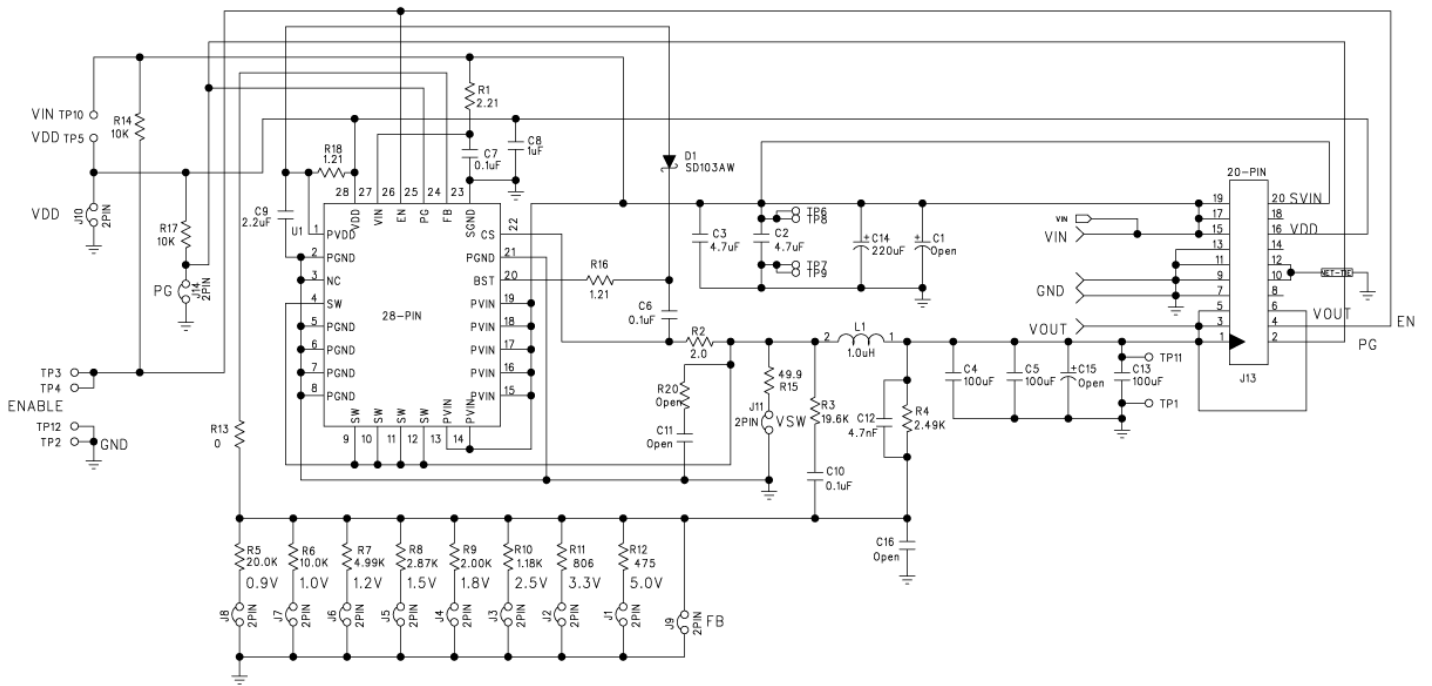 R1
2.21
VIN TP10
VDD TP5
R14
10K
R18
1.21
C7
0.1uF
C8
1uF
D1
SD103AW
20-PIN
VDD
J10
2PIN
R17
10K
C9
2.2uF
U1
28 27 26 25 24 23
VDD
VIN
EN
PG
FB
SGND
22
CS
1
PVDD
2
PGND
3
NC
4
SW
5
PGND
6
PGND
7
PGND
8
PGND
28-PIN
PGND
21
BST
20
PVIN
19
PVIN
18
PVIN
17
PVIN
16
PVIN
15
SW
SW
SW
SW
PVIN
PVIN
9 10 11 12 13 14
PG
J14
2PIN
R16
1.21
C6
0.1uF
R2
2.0
C3
4.7uF
C2
4.7uF
TP6
TP8
TP7
TP9
C14
220uF
C1
Open
VIN
VIN
GND
VOUT
19
17
15
13
11
9
7
5
3
1
20 SVIN
18
16 VDD
14
12
10
8
6
4
2
NET-TIE
VOUT
EN
PG
J13
TP3
TP4
ENABLE
TP12
TP2
GND
R13
0
R20
Open
C11
Open
49.9
R15
J11
2PIN
VSW
2
L1
1
1.0uH
R3
19.6K
C10
0.1uF
C12
4.7nF
R4
2.49K
C4
100uF
C5
100uF
C15
Open
C13
100uF
TP11
TP1
C16
Open
R5
20.0K
0.9V
R6
10.0K
1.0V
R7
4.99K
1.2V
R8
2.87K
1.5V
R9
2.00K
1.8V
R10
1.18K
2.5V
R11
806
3.3V
R12
475
5.0V
J8
2PIN
J7
2PIN
J6
2PIN
J5
2PIN
J4
2PIN
J3
2PIN
J2
2PIN
J1
2PIN
J9
2PIN
FB